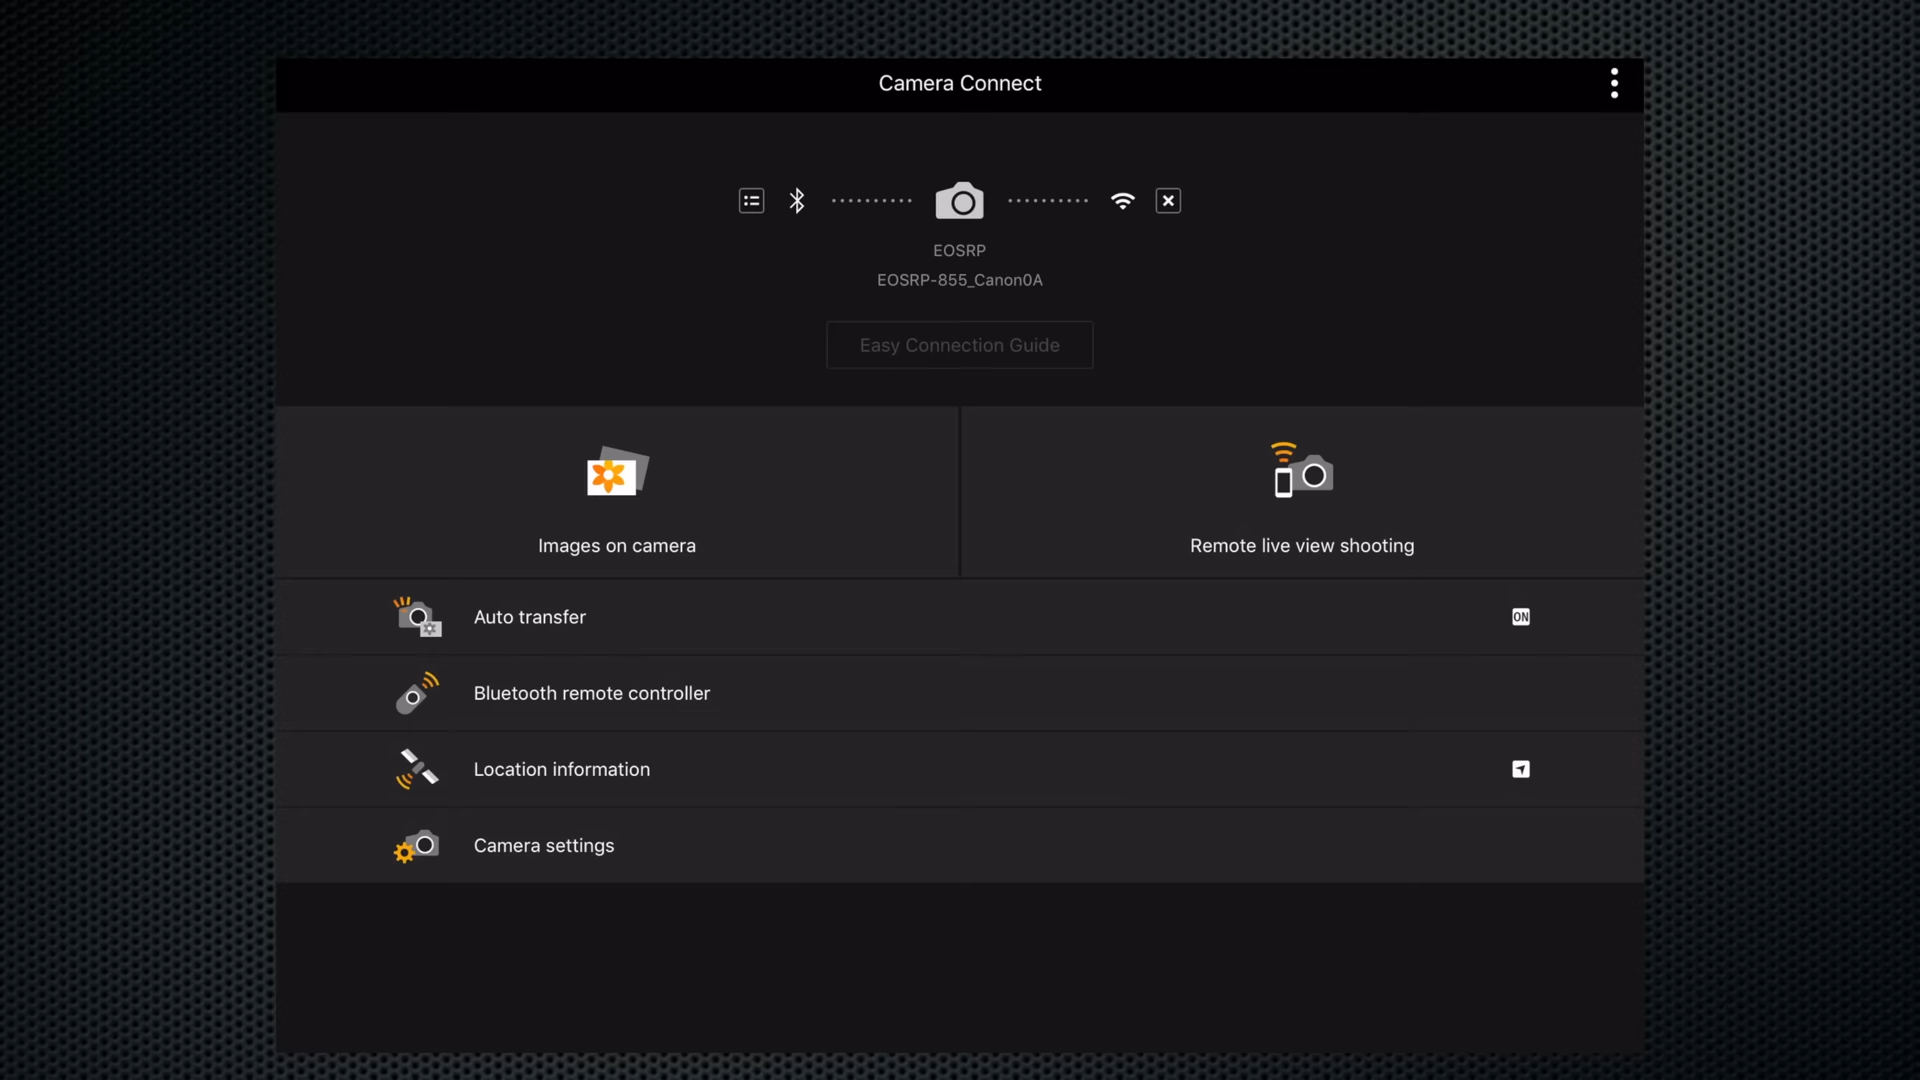 Camera Connect
EOSRP
EOSRP-855_Canon0A
Easy Connection Guide
Images on camera
Remote live view shooting
Auto transfer
ON
Bluetooth remote controller
Location information
Camera settings